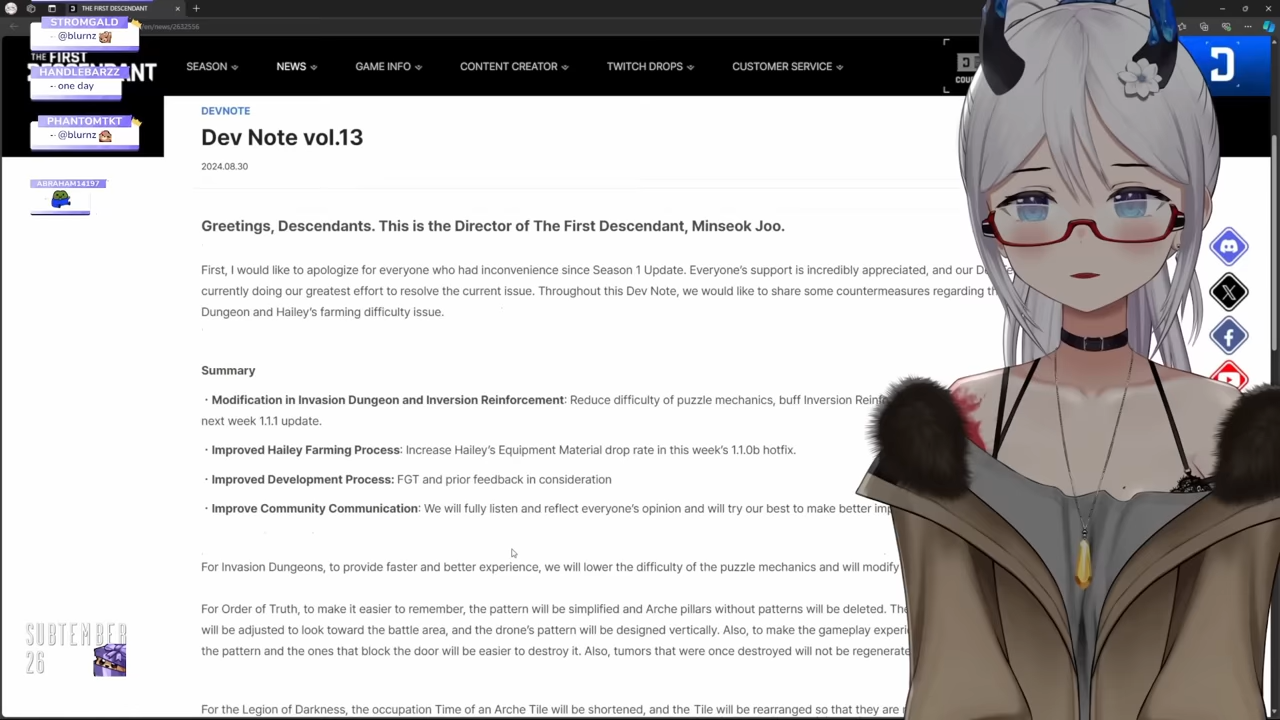 THE FIRST DESCENDANT
/en/news/2632556
STROMGALD
@blurnz
HANDLEBARZZ
one day
PHANTOMTKT
@blurnz
ABRAHAM14197
THE FIRST
DESCENDANT
SEASON
NEWS
GAME INFO
CONTENT CREATOR
TWITCH DROPS
CUSTOMER SERVICE
DEVNOTE
Dev Note vol.13
2024.08.30
Greetings, Descendants. This is the Director of The First Descendant, Minseok Joo.
First, I would like to apologize for everyone who had inconvenience since Season 1 Update. Everyone's support is incredibly appreciated, and our
currently doing our greatest effort to resolve the current issue. Throughout this Dev Note, we would like to share some countermeasures regarding
Dungeon and Hailey's farming difficulty issue.
Summary
· Modification in Invasion Dungeon and Inversion Reinforcement: Reduce difficulty of puzzle mechanics, buff Inversion
next week 1.1.1 update.
· Improved Hailey Farming Process: Increase Hailey's Equipment Material drop rate in this week's 1.1.0b hotfix.
· Improved Development Process: FGT and prior feedback in consideration
· Improve Community Communication: We will fully listen and reflect everyone's opinion and will try our best to make better
For Invasion Dungeons, to provide faster and better experience, we will lower the difficulty of the puzzle mechanics and will modify
For Order of Truth, to make it easier to remember, the pattern will be simplified and Arche pillars without patterns will be deleted.
will be adjusted to look toward the battle area, and the drone's pattern will be designed vertically. Also, to make the gameplay
the pattern and the ones that block the door will be easier to destroy it. Also, tumors that were once destroyed will not be regenerate
For the Legion of Darkness, the occupation Time of an Arche Tile will be shortened, and the Tile will be rearranged so that they are
SUBTEMBER
26